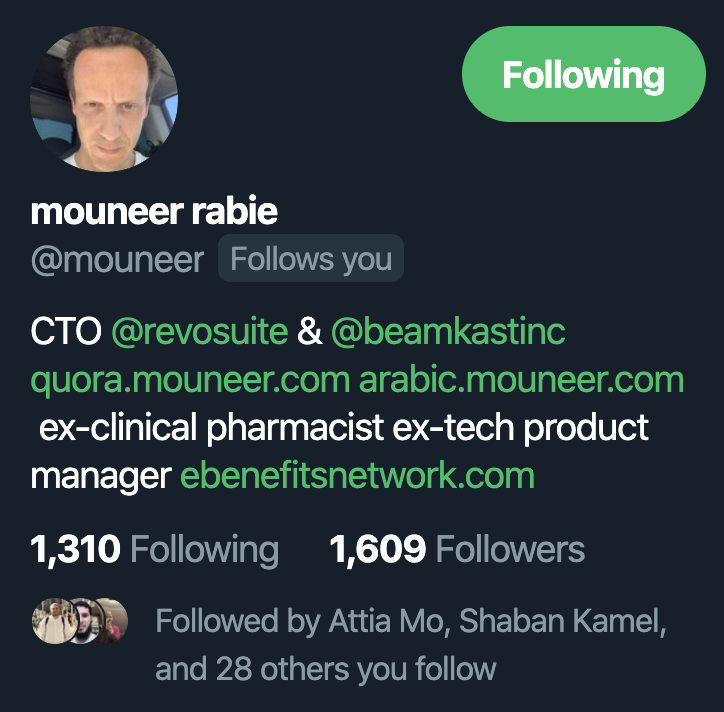 Following
mouneer rabie
@mouneer Follows you
CTO @revosuite & @beamkastinc
quora.mouneer.com arabic.mouneer.com
ex-clinical pharmacist ex-tech product
manager ebenefitsnetwork.com
1,310 Following 1,609 Followers
Followed by Attia Mo, Shaban Kamel,
and 28 others you follow